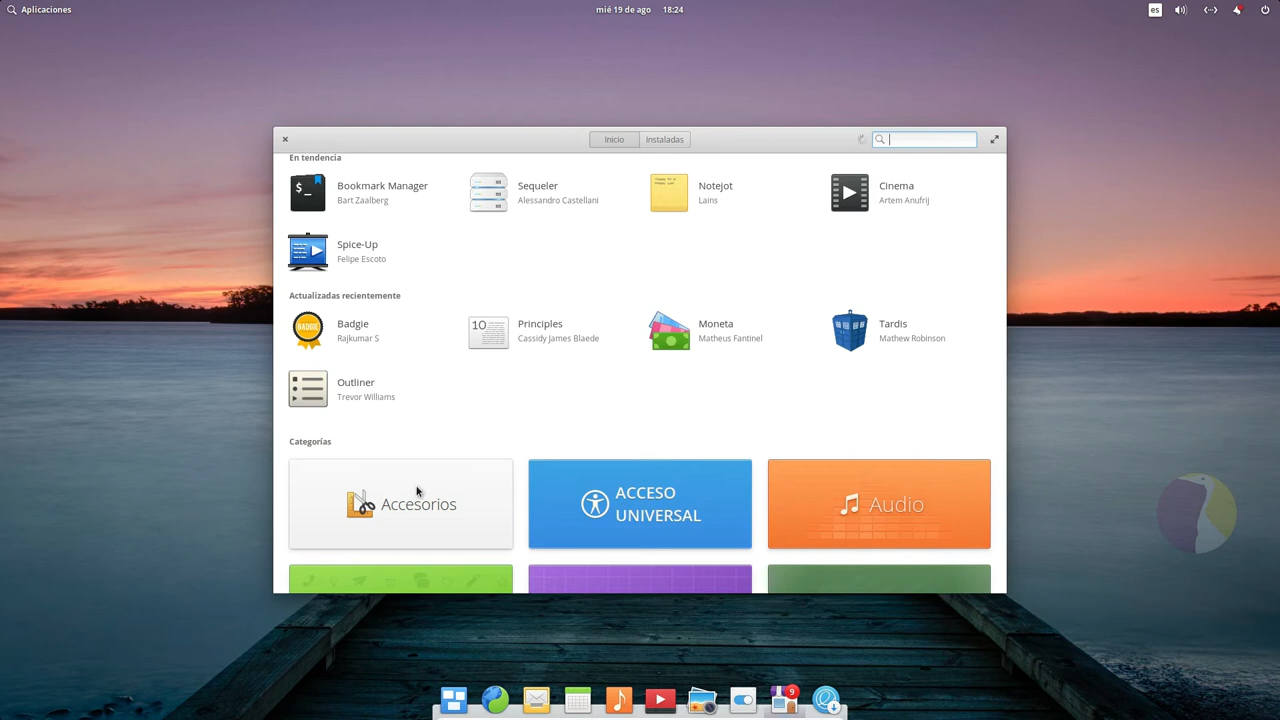 Aplicaciones
mié 19 de ago 18:24
es
Inicio
Instaladas
En tendencia
Bookmark Manager
Bart Zaalberg
Sequeler
Alessandro Castellani
Notejot
Lains
Cinema
Artem Anufrij
Spice-Up
Felipe Escoto
Actualizadas recientemente
Badgie
Rajkumar S
Principles
Cassidy James Blaede
Moneta
Matheus Fantinel
Tardis
Mathew Robinson
Outliner
Trevor Williams
Categorías
Accesorios
ACCESO
UNIVERSAL
Audio
BADGIE
10
9